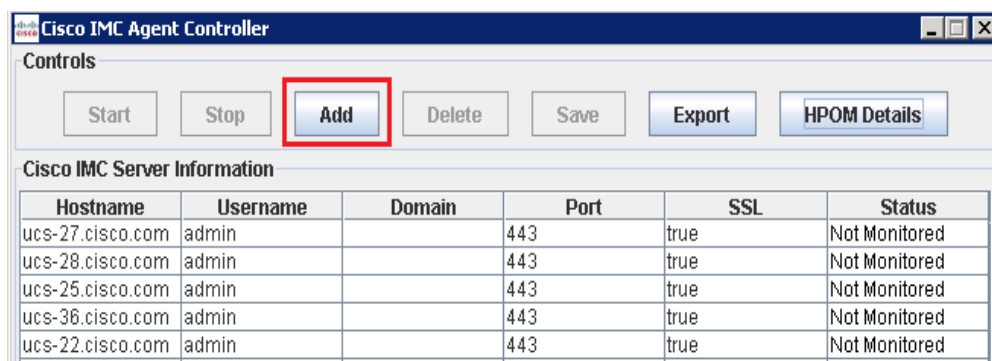 cisco Cisco IMC Agent Controller
Controls
Start Stop Add Delete Save Export HPOM Details
Cisco IMC Server Information
Hostname Username Domain Port SSL Status
ucs-27.cisco.com admin 443 true Not Monitored
ucs-28.cisco.com admin 443 true Not Monitored
ucs-25.cisco.com admin 443 true Not Monitored
ucs-36.cisco.com admin 443 true Not Monitored
ucs-22.cisco.com admin 443 true Not Monitored